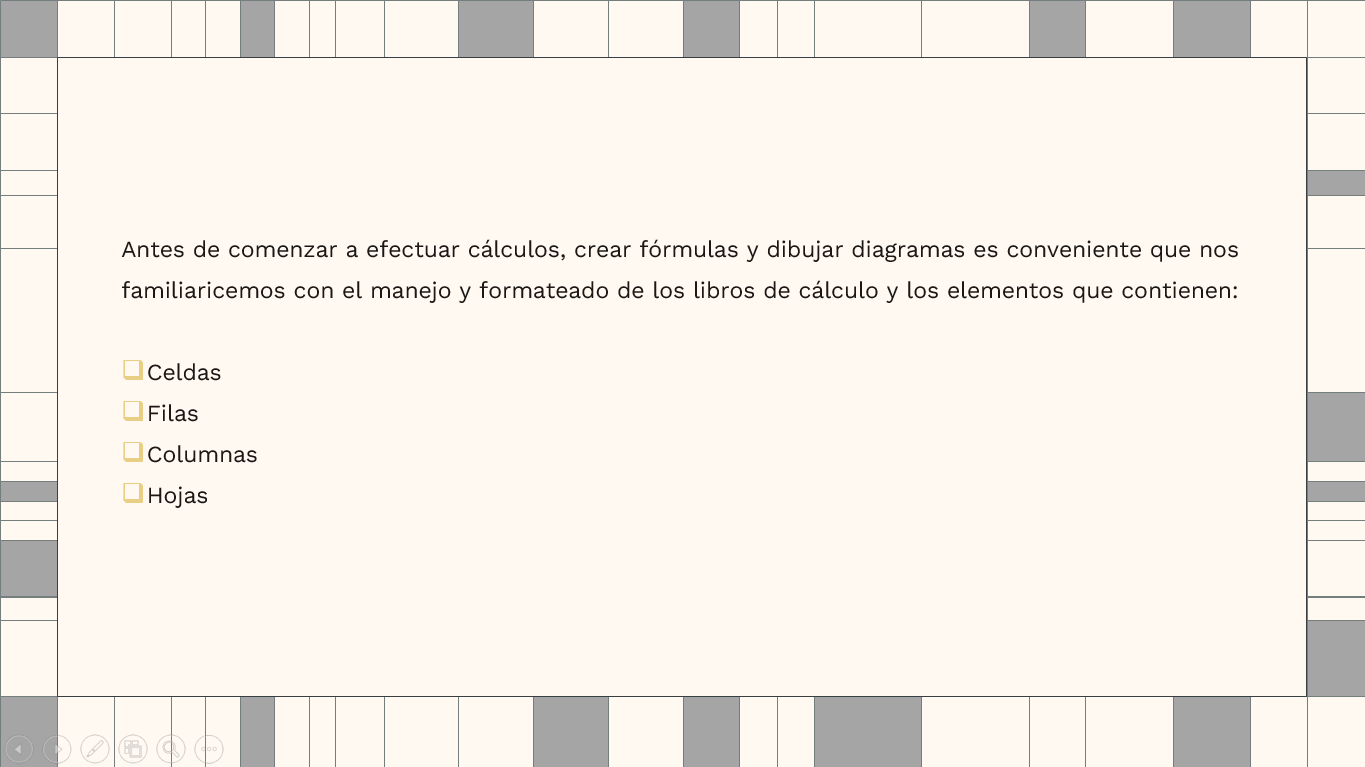 Antes de comenzar a efectuar cálculos, crear fórmulas y dibujar diagramas es conveniente que nos
familiaricemos con el manejo y formateado de los libros de cálculo y los elementos que contienen:
Celdas
Filas
Columnas
Hojas